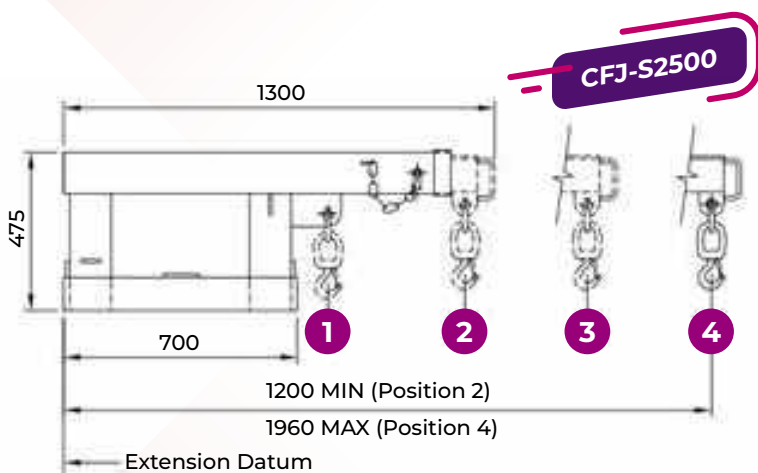 CFJ-S2500
1300
475
1
2
3
4
700
1200 MIN (Position 2)
1960 MAX (Position 4)
Extension Datum